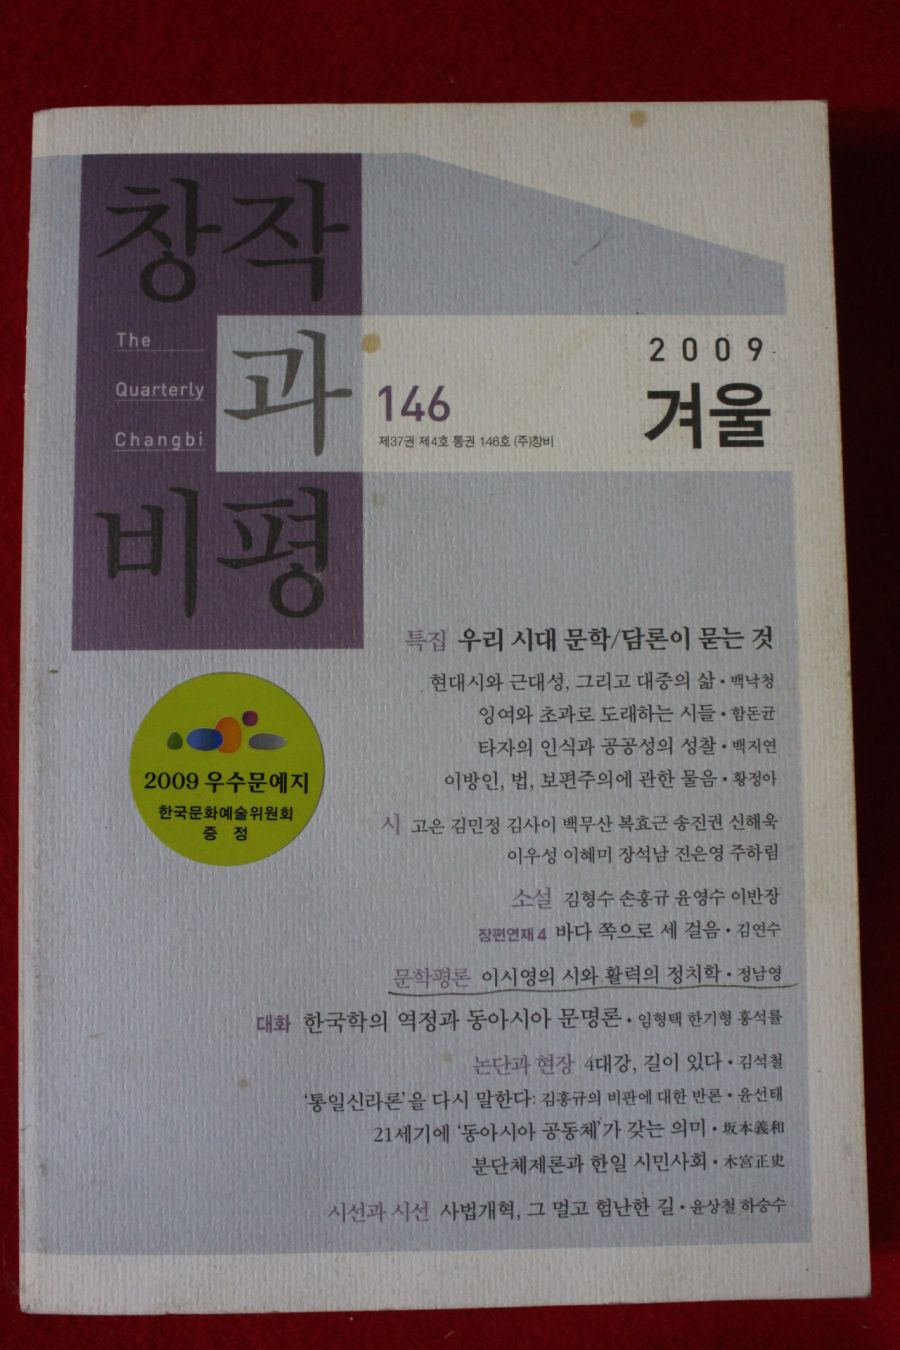 창작
과
비평
The
Quarterly
Changbi
146
제37권 제4호 통권 146호 (주)창비
2009
겨울
특집 우리 시대 문학/담론이 묻는 것
현대시와 근대성, 그리고 대중의 삶 • 백낙청
잉여와 초과로 도래하는 시들 • 함돈균
타자의 인식과 공공성의 성찰 • 백지연
이방인, 법, 보편주의에 관한 물음 • 황정아
2009 우수문예지
한국문화예술위원회
증 정
시 고은 김민정 김사이 백무산 복효근 송진권 신해욱
이우성 이혜미 장석남 진은영 주하림
소설 김형수 손홍규 윤영수 이반장
장편연재 4 바다 쪽으로 세 걸음 • 김연수
문학평론 이시영의 시와 활력의 정치학 • 정남영
대화 한국학의 역정과 동아시아 문명론 • 임형택 한기형 홍석률
논단과 현장 4대강, 길이 있다 • 김석철
'통일신라론'을 다시 말한다: 김흥규의 비판에 대한 반론 • 윤선태
21세기에 '동아시아 공동체'가 갖는 의미 • 坂本義和
분단체제론과 한일 시민사회 • 木宮正史
시선과 시선 사법개혁, 그 멀고 험난한 길 • 윤상철 하승수